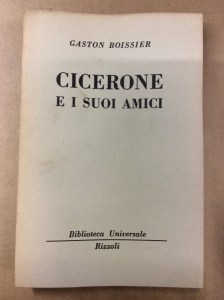 GASTON BOISSIER
CICERONE
E I SUOI AMICI
Biblioteca Universale
Rizzoli